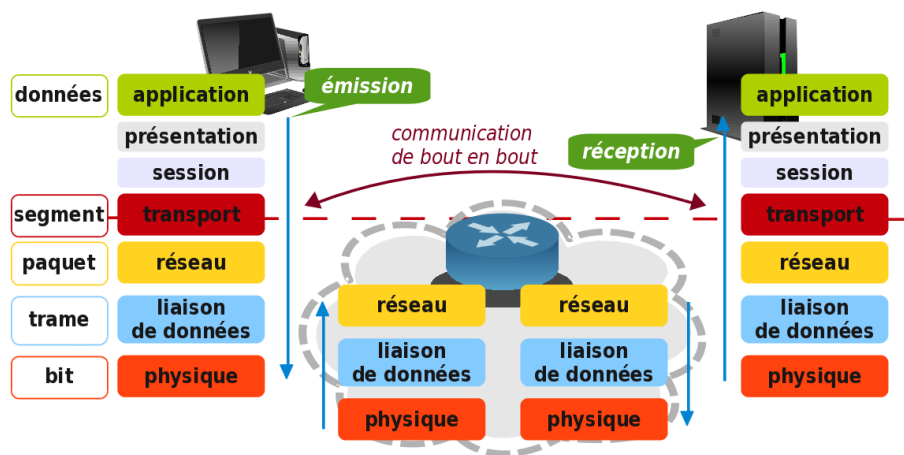 données
application
présentation
session
segment
transport
paquet
réseau
trame
liaison
de données
bit
physique
émission
communication
de bout en bout
réception
réseau
liaison
de données
physique
réseau
liaison
de données
physique
application
présentation
session
transport
réseau
liaison
de données
physique